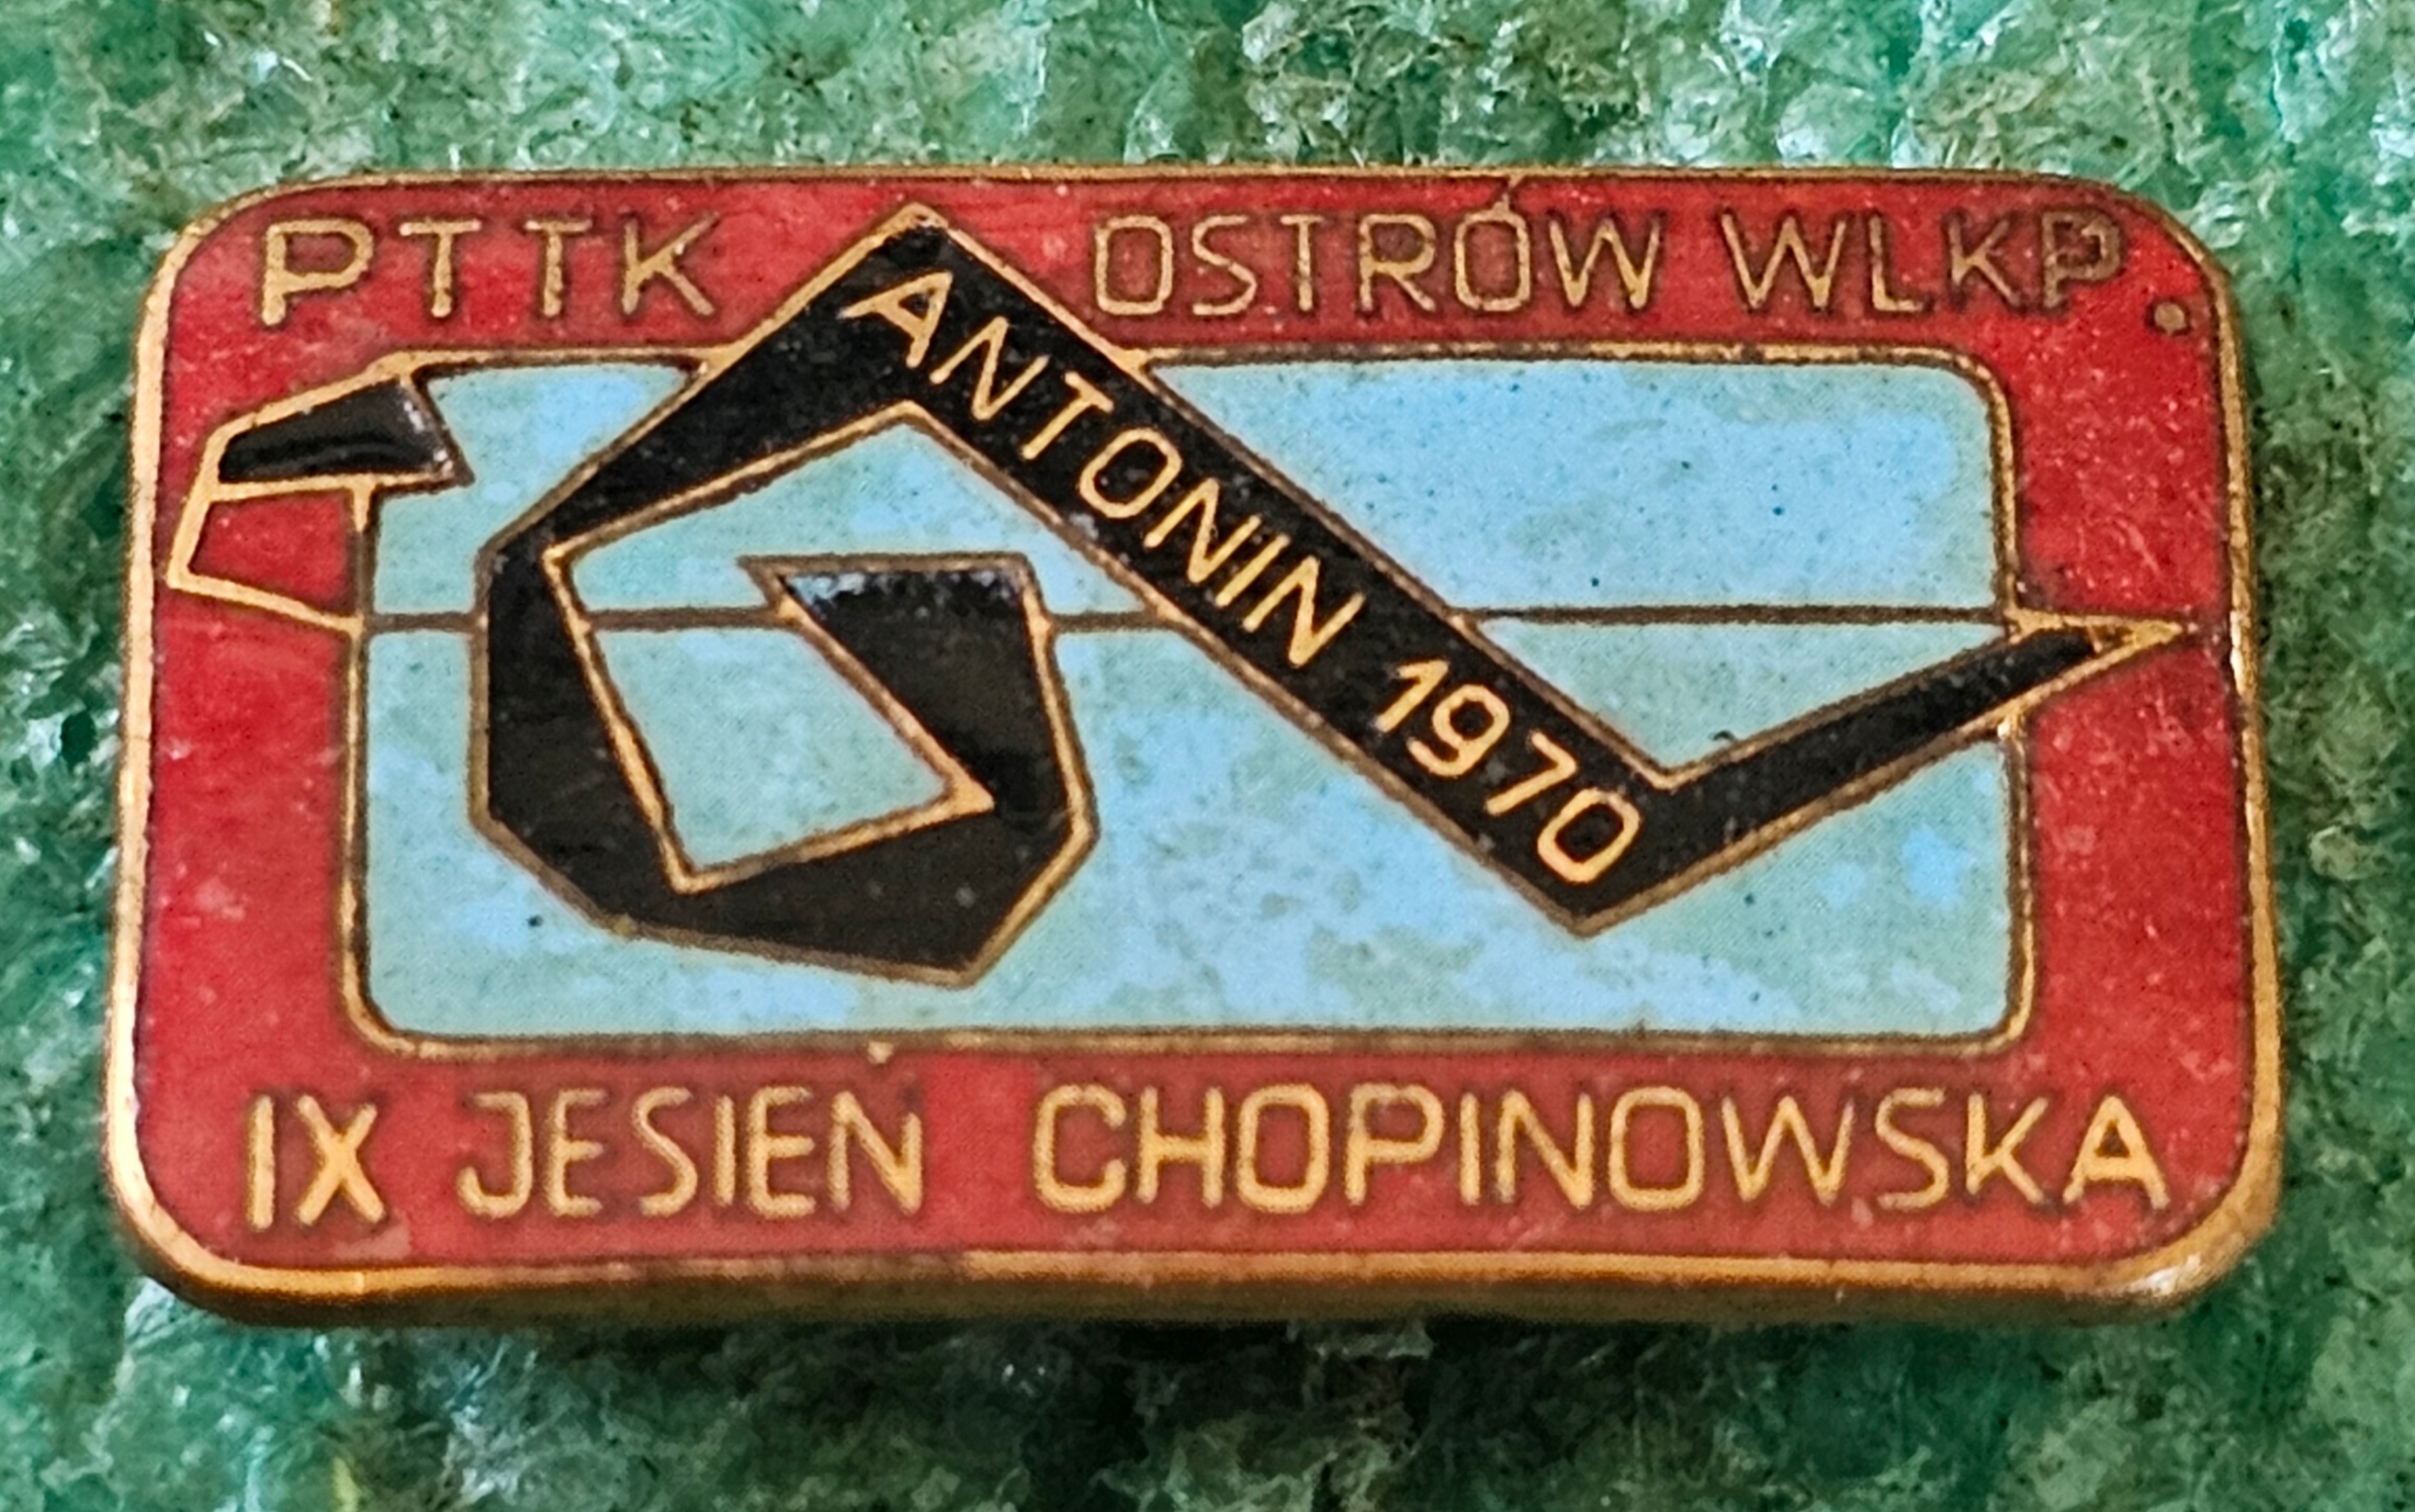 PTTK OSTRÓW WLKP.
ANTONIN 1970
IX JESIEŃ CHOPINOWSKA